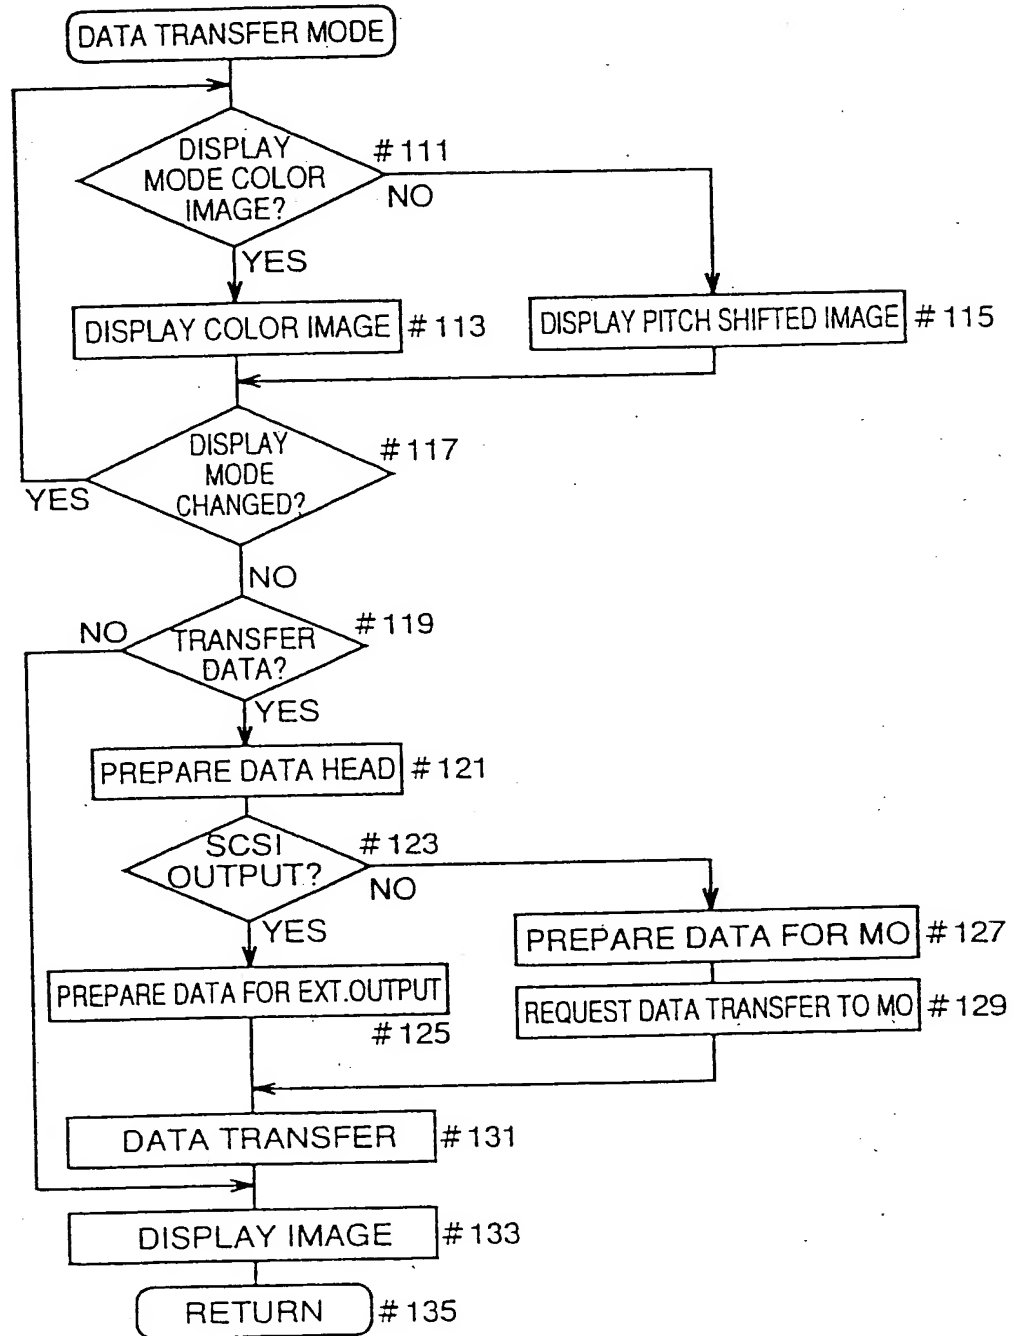 DATA TRANSFER MODE
DISPLAY
MODE COLOR
IMAGE?
#111
NO
YES
DISPLAY COLOR IMAGE
#113
DISPLAY PITCH SHIFTED IMAGE
#115
DISPLAY
MODE
CHANGED?
#117
YES
NO
TRANSFER
DATA?
#119
NO
YES
PREPARE DATA HEAD
#121
SCSI
OUTPUT?
#123
NO
YES
PREPARE DATA FOR MO
#127
PREPARE DATA FOR EXT.OUTPUT
#125
REQUEST DATA TRANSFER TO MO
#129
DATA TRANSFER
#131
DISPLAY IMAGE
#133
RETURN
#135